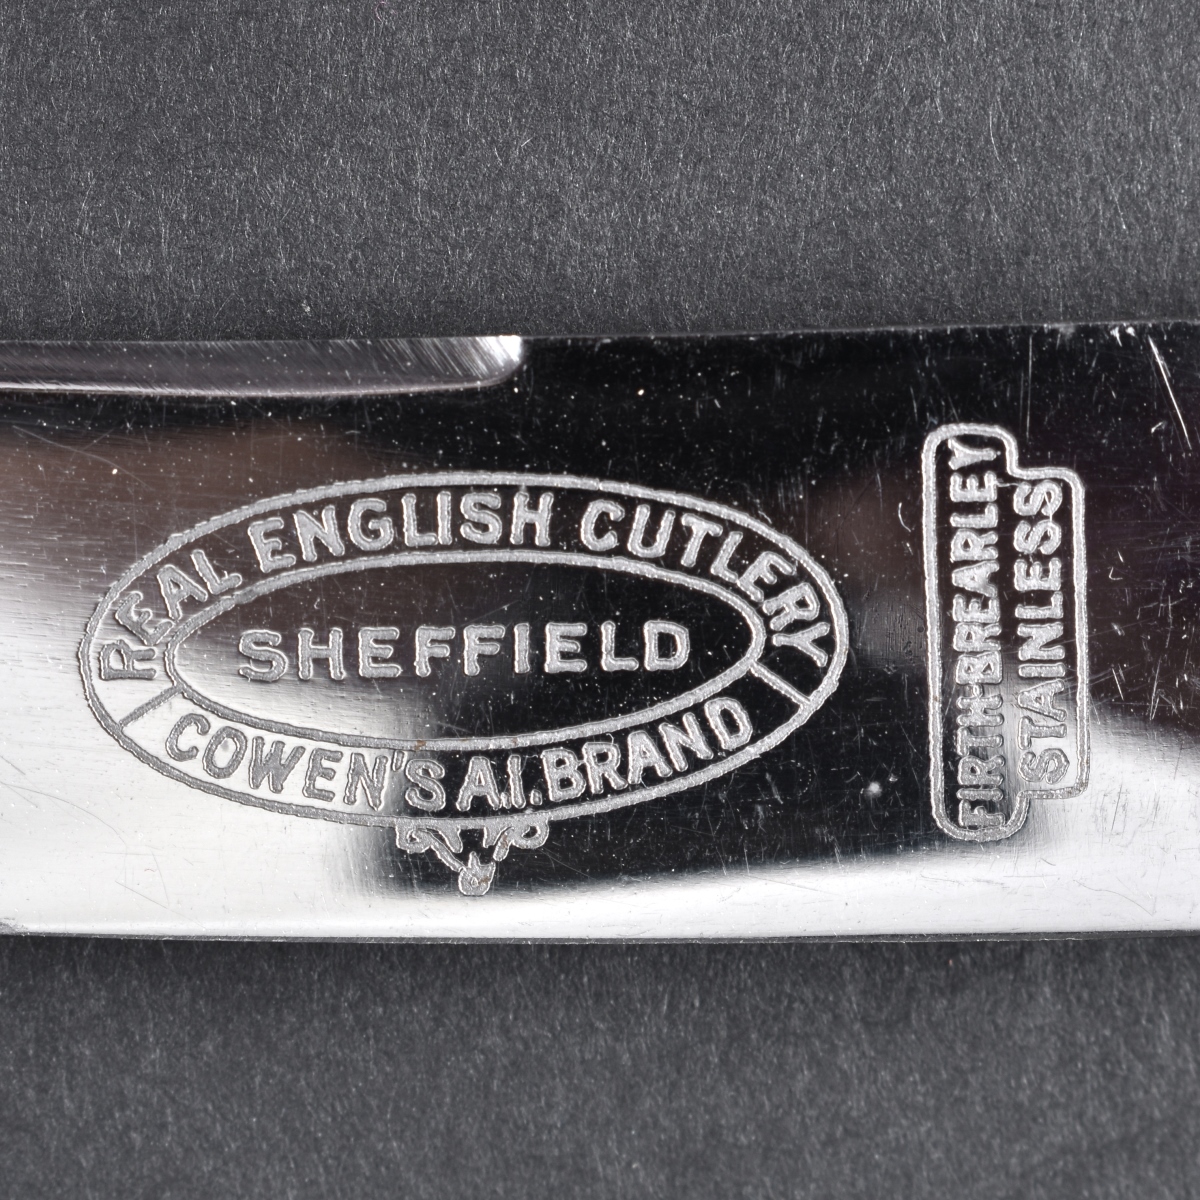 REAL ENGLISH CUTLERY
SHEFFIELD
COWEN'S A.I. BRAND
FIRTH-BREARLEY
STAINLESS